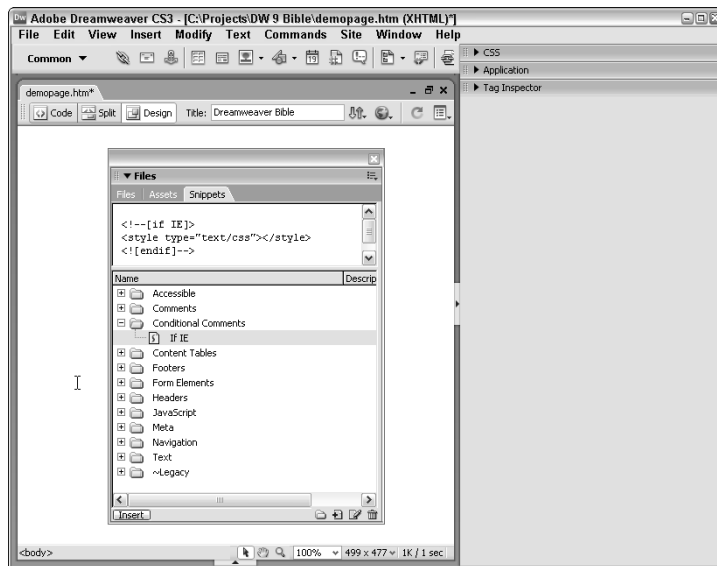 Dw Adobe Dreamweaver CS3 - [C:\Projects\DW 9 Bible\demopage.htm (XHTML)*]
File Edit View Insert Modify Text Commands Site Window Help
Common
CSS
Application
Tag Inspector
demopage.htm*
Code Split Design Title: Dreamweaver Bible
Files
Files Assets Snippets
<!--[if IE]>
<style type="text/css"></style>
<![endif]-->
Name Descrip
Accessible
Comments
Conditional Comments
If IE
Content Tables
Footers
Form Elements
Headers
JavaScript
Meta
Navigation
Text
~Legacy
Insert
<body> 100% 499 x 477 1K / 1 sec